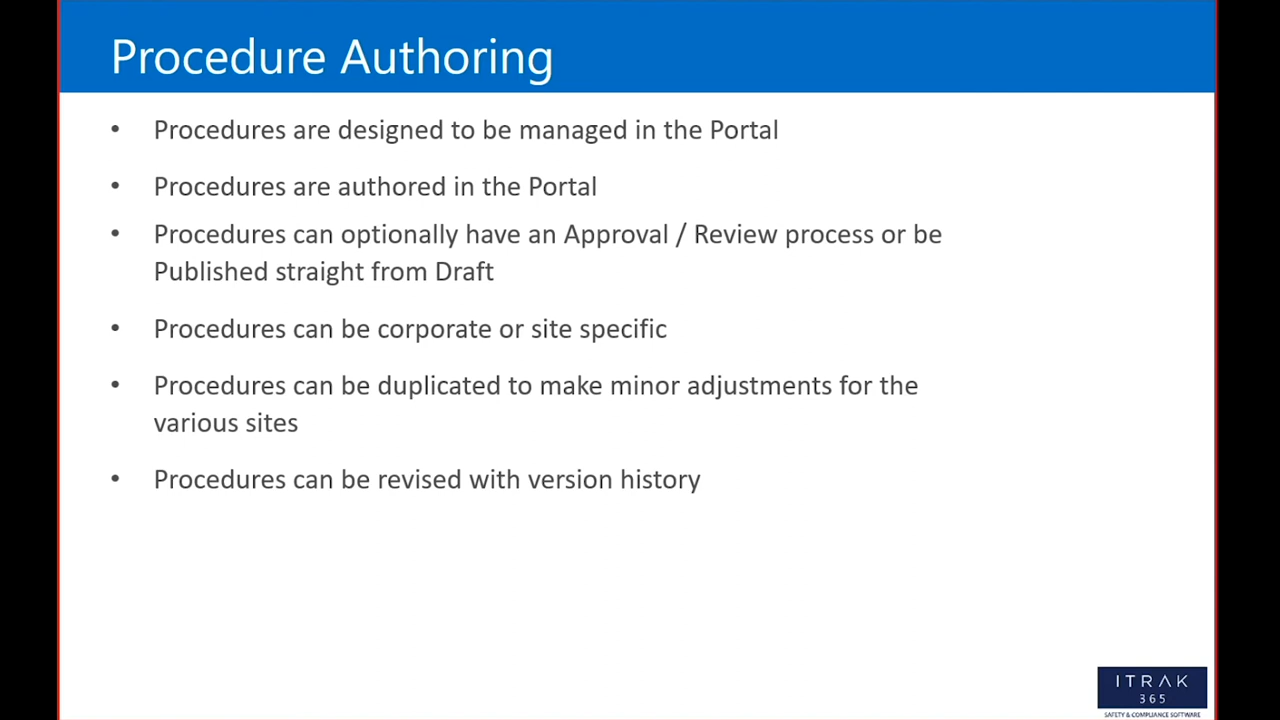 Procedure Authoring
• Procedures are designed to be managed in the Portal
• Procedures are authored in the Portal
• Procedures can optionally have an Approval / Review process or be
Published straight from Draft
• Procedures can be corporate or site specific
• Procedures can be duplicated to make minor adjustments for the
various sites
• Procedures can be revised with version history
ITRAK
365
SAFETY & COMPLIANCE SOFTWARE